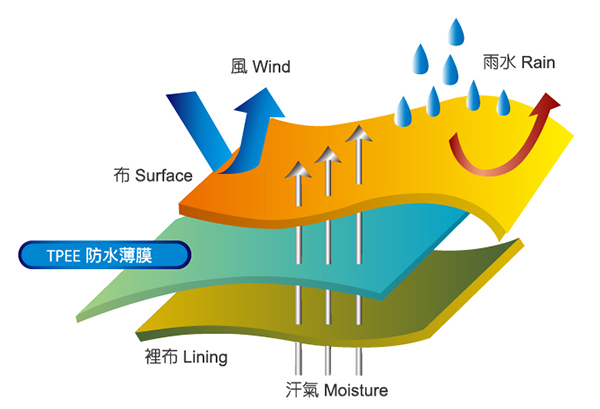 風 Wind
雨水 Rain
布 Surface
TPEE 防水薄膜
裡布 Lining
汗氣 Moisture